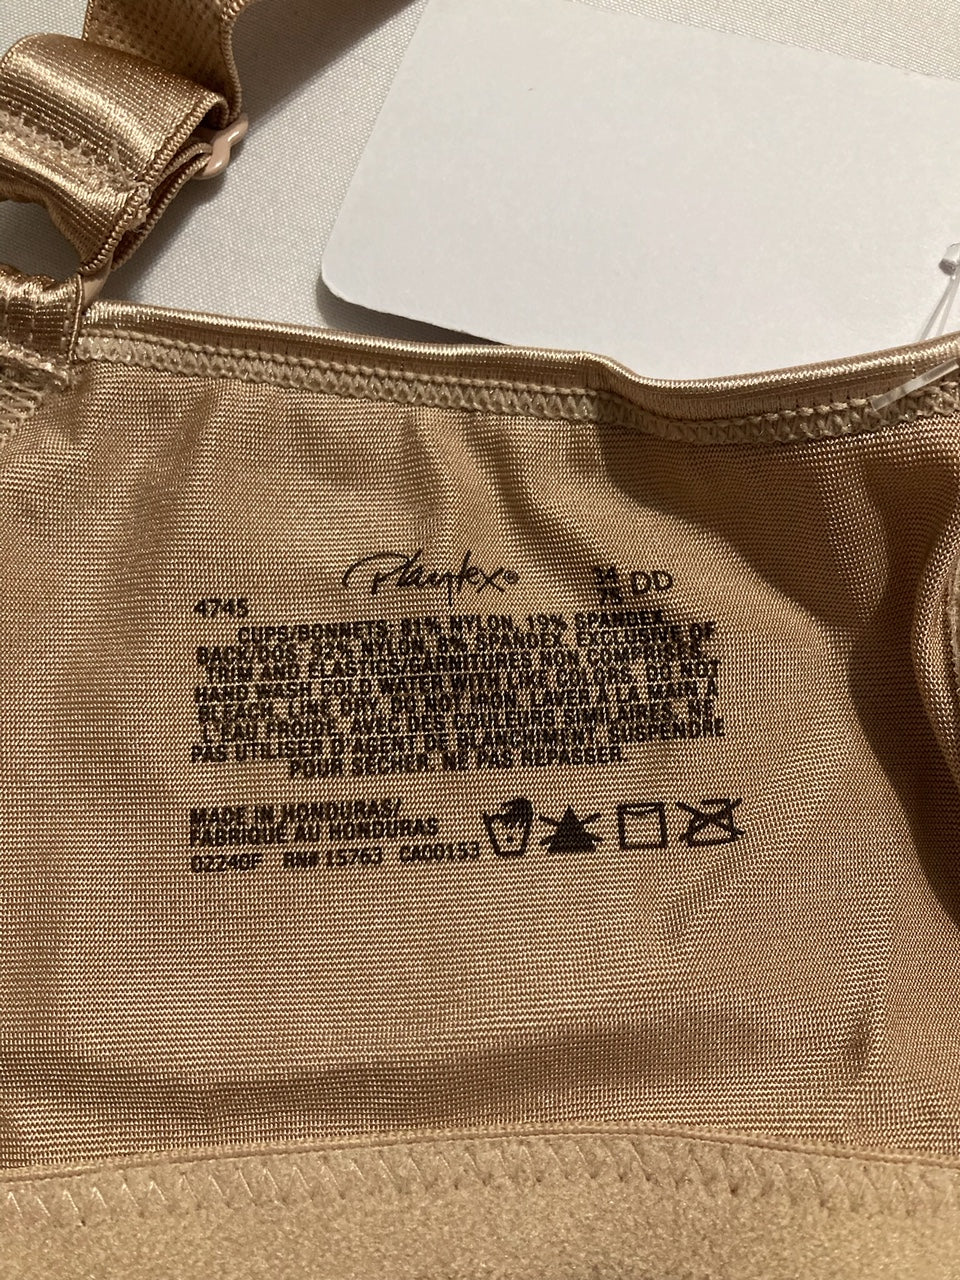 Playtex®
4745
34
75 DD
CUPS/BONNETS: 81% NYLON, 19% SPANDEX.
BACK/DOS: 92% NYLON, 8% SPANDEX. EXCLUSIVE OF
TRIM AND ELASTICS/GARNITURES NON COMPRISES.
HAND WASH COLD WATER WITH LIKE COLORS. DO NOT
BLEACH. LINE DRY. DO NOT IRON. LAVER A LA MAIN A
L'EAU FROIDE, AVEC DES COULEURS SIMILAIRES. NE
PAS UTILISER D'AGENT DE BLANCHIMENT. SUSPENDRE
POUR SECHER. NE PAS REPASSER.
MADE IN HONDURAS/
FABRIQUE AU HONDURAS
02240F RN# 15763 CA00153